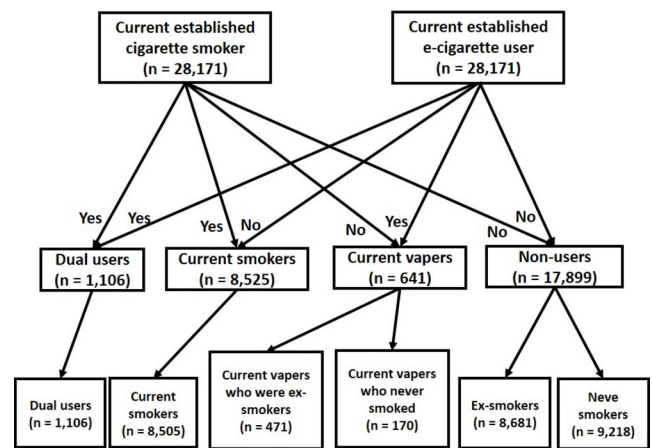 Current established
cigarette smoker
(n = 28,171)
Current established
e-cigarette user
(n = 28,171)
Yes
Yes
Yes
No
No
Yes
No
No
Dual users
(n = 1,106)
Current smokers
(n = 8,525)
Current vapers
(n = 641)
Non-users
(n = 17,899)
Dual users
(n = 1,106)
Current
smokers
(n = 8,505)
Current vapers
who were ex-
smokers
(n = 471)
Current vapers
who never
smoked
(n = 170)
Ex-smokers
(n = 8,681)
Neve
smokers
(n = 9,218)